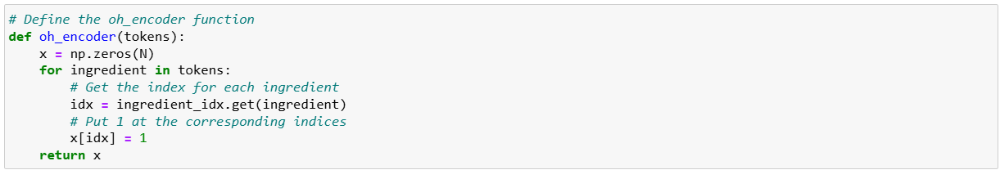 # Define the oh_encoder function
def oh_encoder(tokens):
    x = np.zeros(N)
    for ingredient in tokens:
        # Get the index for each ingredient
        idx = ingredient_idx.get(ingredient)
        # Put 1 at the corresponding indices
        x[idx] = 1
    return x